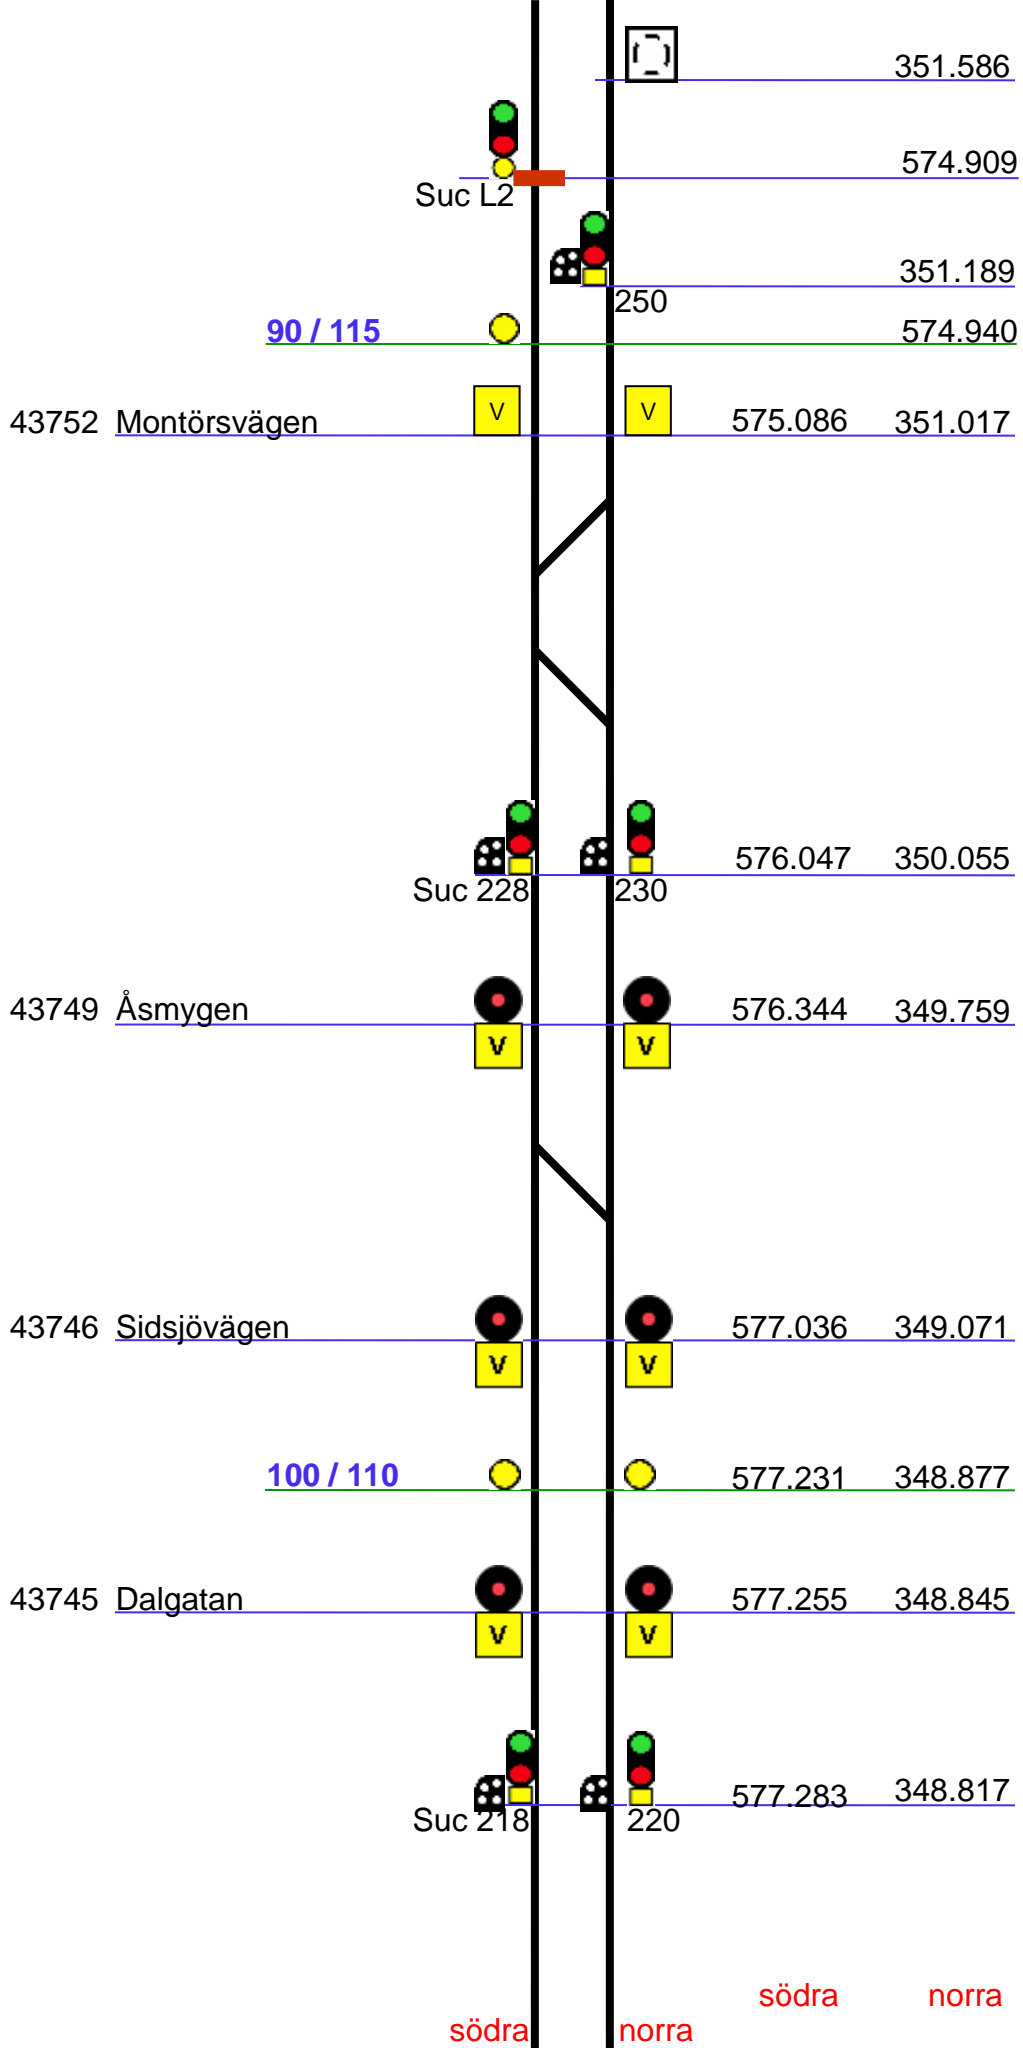 351.586
574.909
Suc L2
351.189
250
90 / 115 574.940
43752 Montörsvägen V V 575.086 351.017
576.047 350.055
Suc 228 230
43749 Åsmygen 576.344 349.759
V V
43746 Sidsjövägen 577.036 349.071
V V
100 / 110 577.231 348.877
43745 Dalgatan 577.255 348.845
V V
577.283 348.817
Suc 218 220
södra norra
södra norra